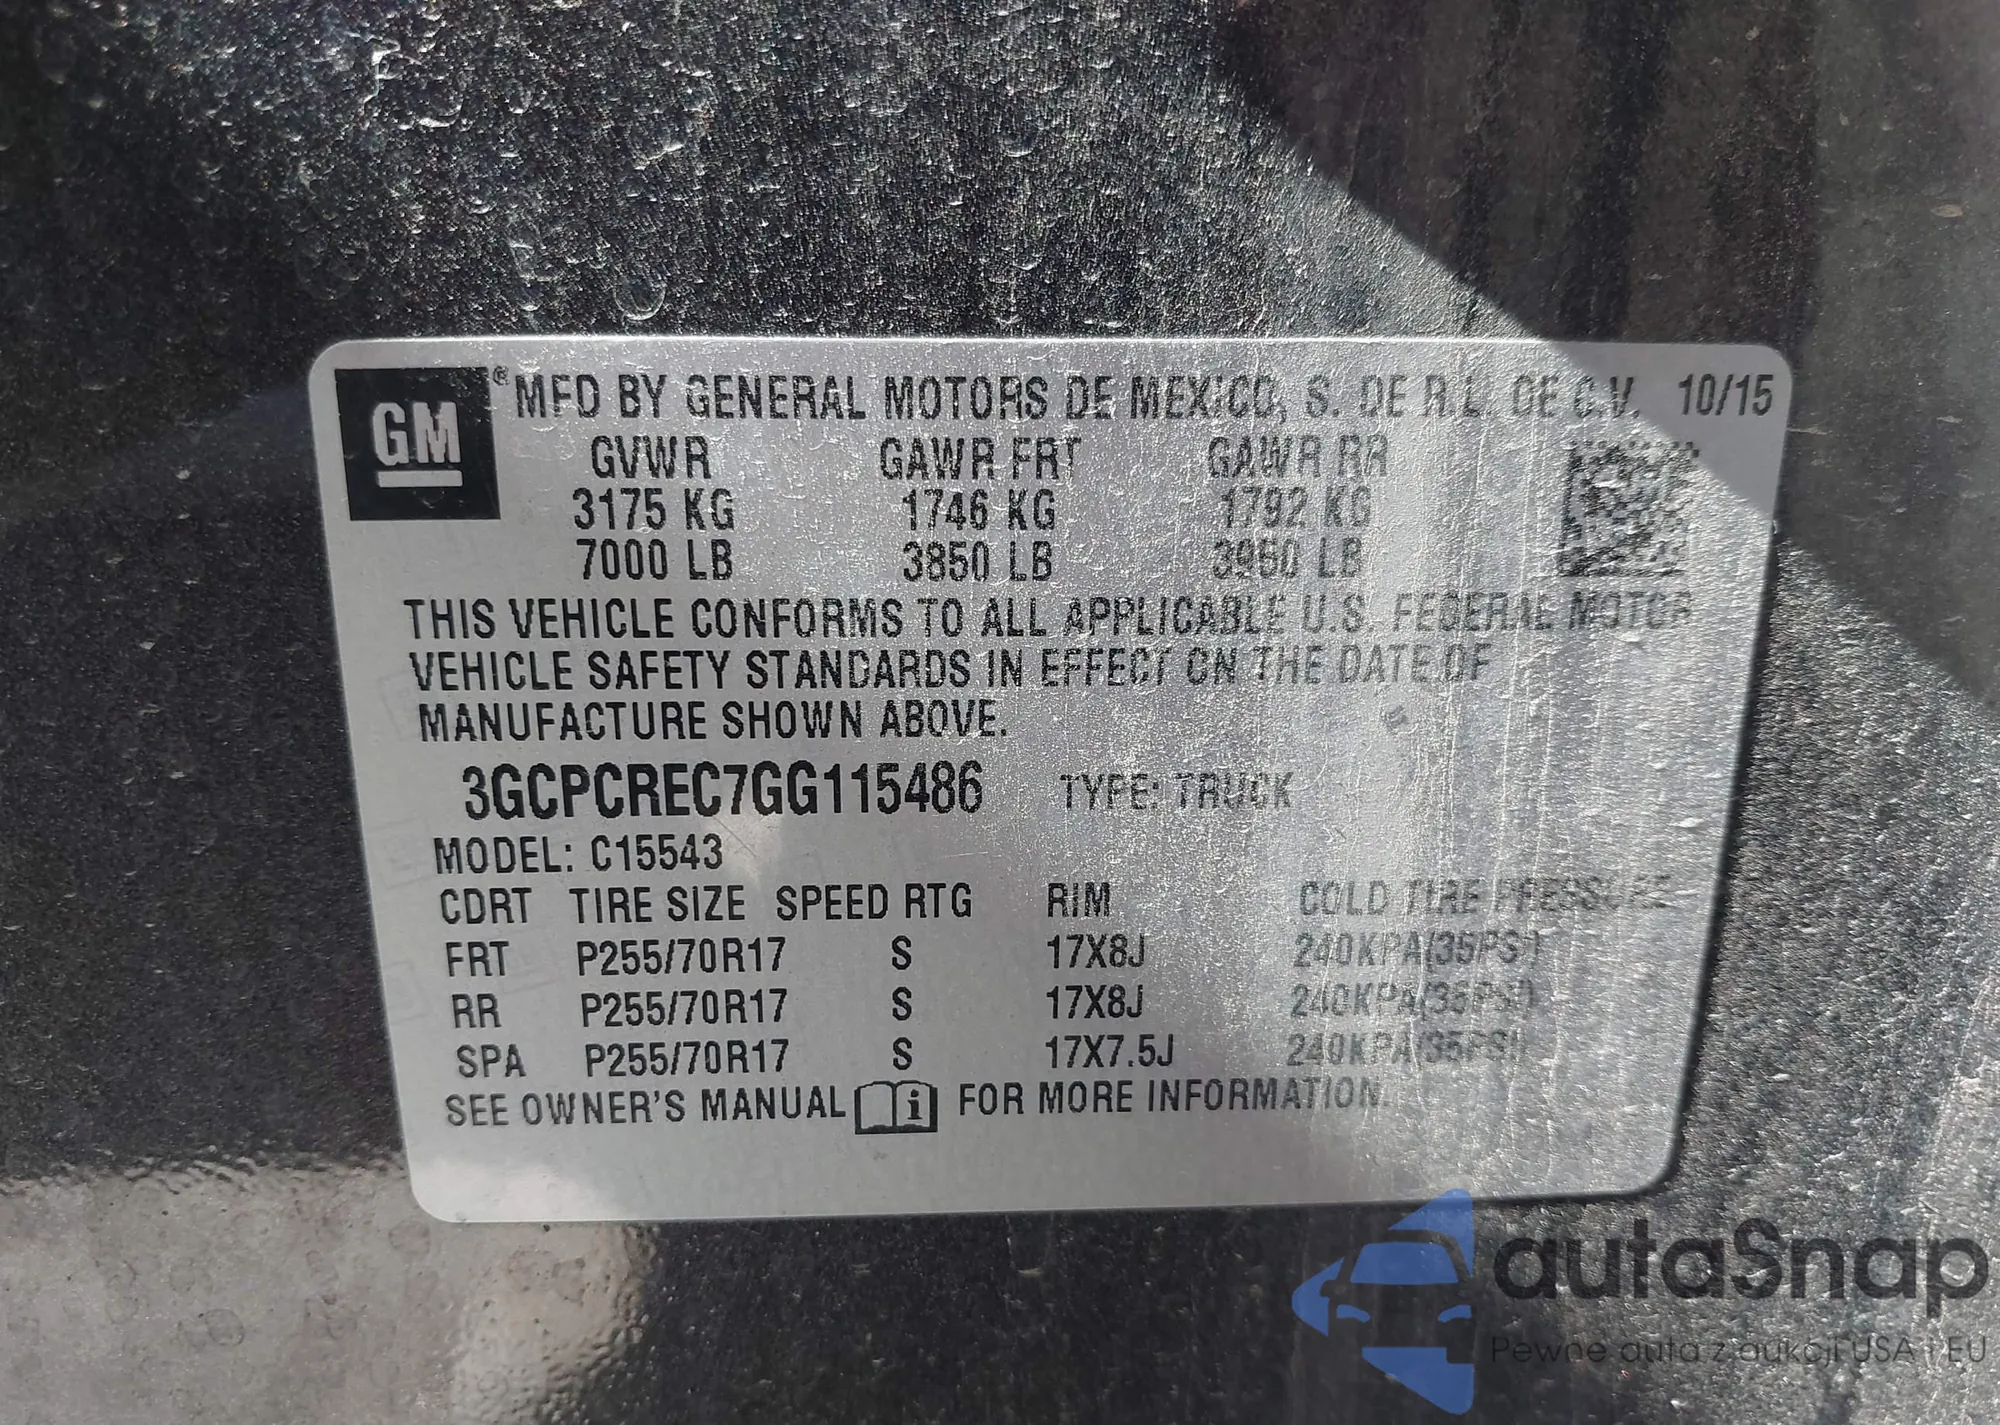 GM ® MFD BY GENERAL MOTORS DE MEXICO, S. DE R.L. DE C.V. 10/15
GVWR GAWR FRT GAWR RR
3175 KG 1746 KG 1792 KG
7000 LB 3850 LB 3950 LB
THIS VEHICLE CONFORMS TO ALL APPLICABLE U.S. FEDERAL MOTOR
VEHICLE SAFETY STANDARDS IN EFFECT ON THE DATE OF
MANUFACTURE SHOWN ABOVE.
3GCPCREC7GG115486 TYPE: TRUCK
MODEL: C15543
CDRT TIRE SIZE SPEED RTG RIM COLD TIRE PRESSURE
FRT P255/70R17 S 17X8J 240KPA(35PSI)
RR P255/70R17 S 17X8J 240KPA(35PSI)
SPA P255/70R17 S 17X7.5J 240KPA(35PSI)
SEE OWNER'S MANUAL i FOR MORE INFORMATION.
autaSnap
Pewne auta z aukcji USA i EU